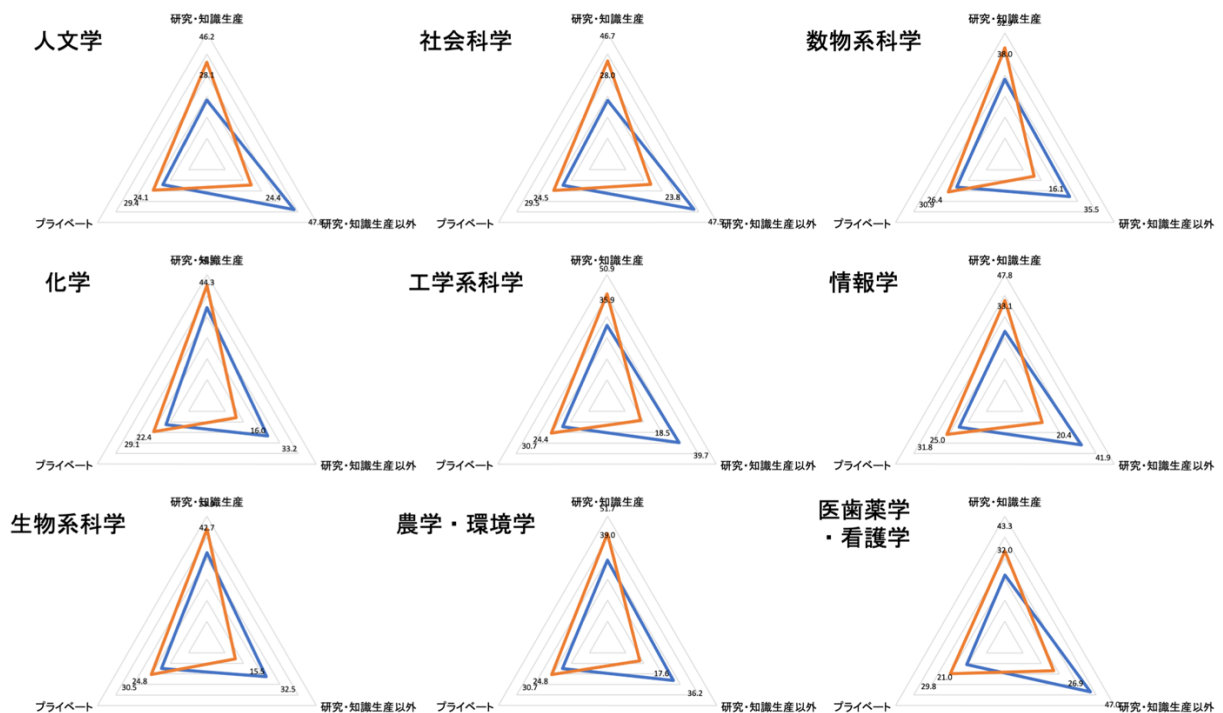 人文学
研究・知識生産
46.2
28.1
24.1
29.4
プライベート
24.4
47.8
研究・知識生産以外
社会科学
研究・知識生産
46.7
28.0
24.5
29.5
プライベート
23.8
研究・知識生産以外
数物系科学
研究・知識生産
52.9
38.0
26.4
30.9
プライベート
16.1
35.5
研究・知識生産以外
化学
研究・知識生産
44.3
22.4
29.1
プライベート
16.0
33.2
研究・知識生産以外
工学系科学
研究・知識生産
50.9
35.9
24.4
30.7
プライベート
18.5
39.7
研究・知識生産以外
情報学
研究・知識生産
47.8
33.1
25.0
31.8
プライベート
20.4
41.9
研究・知識生産以外
生物系科学
研究・知識生産
42.7
24.8
30.5
プライベート
15.5
32.5
研究・知識生産以外
農学・環境学
研究・知識生産
51.7
39.0
24.8
30.7
プライベート
17.6
36.2
研究・知識生産以外
医歯薬学
・看護学
研究・知識生産
43.3
32.0
21.0
29.8
プライベート
26.9
47.0
研究・知識生産以外